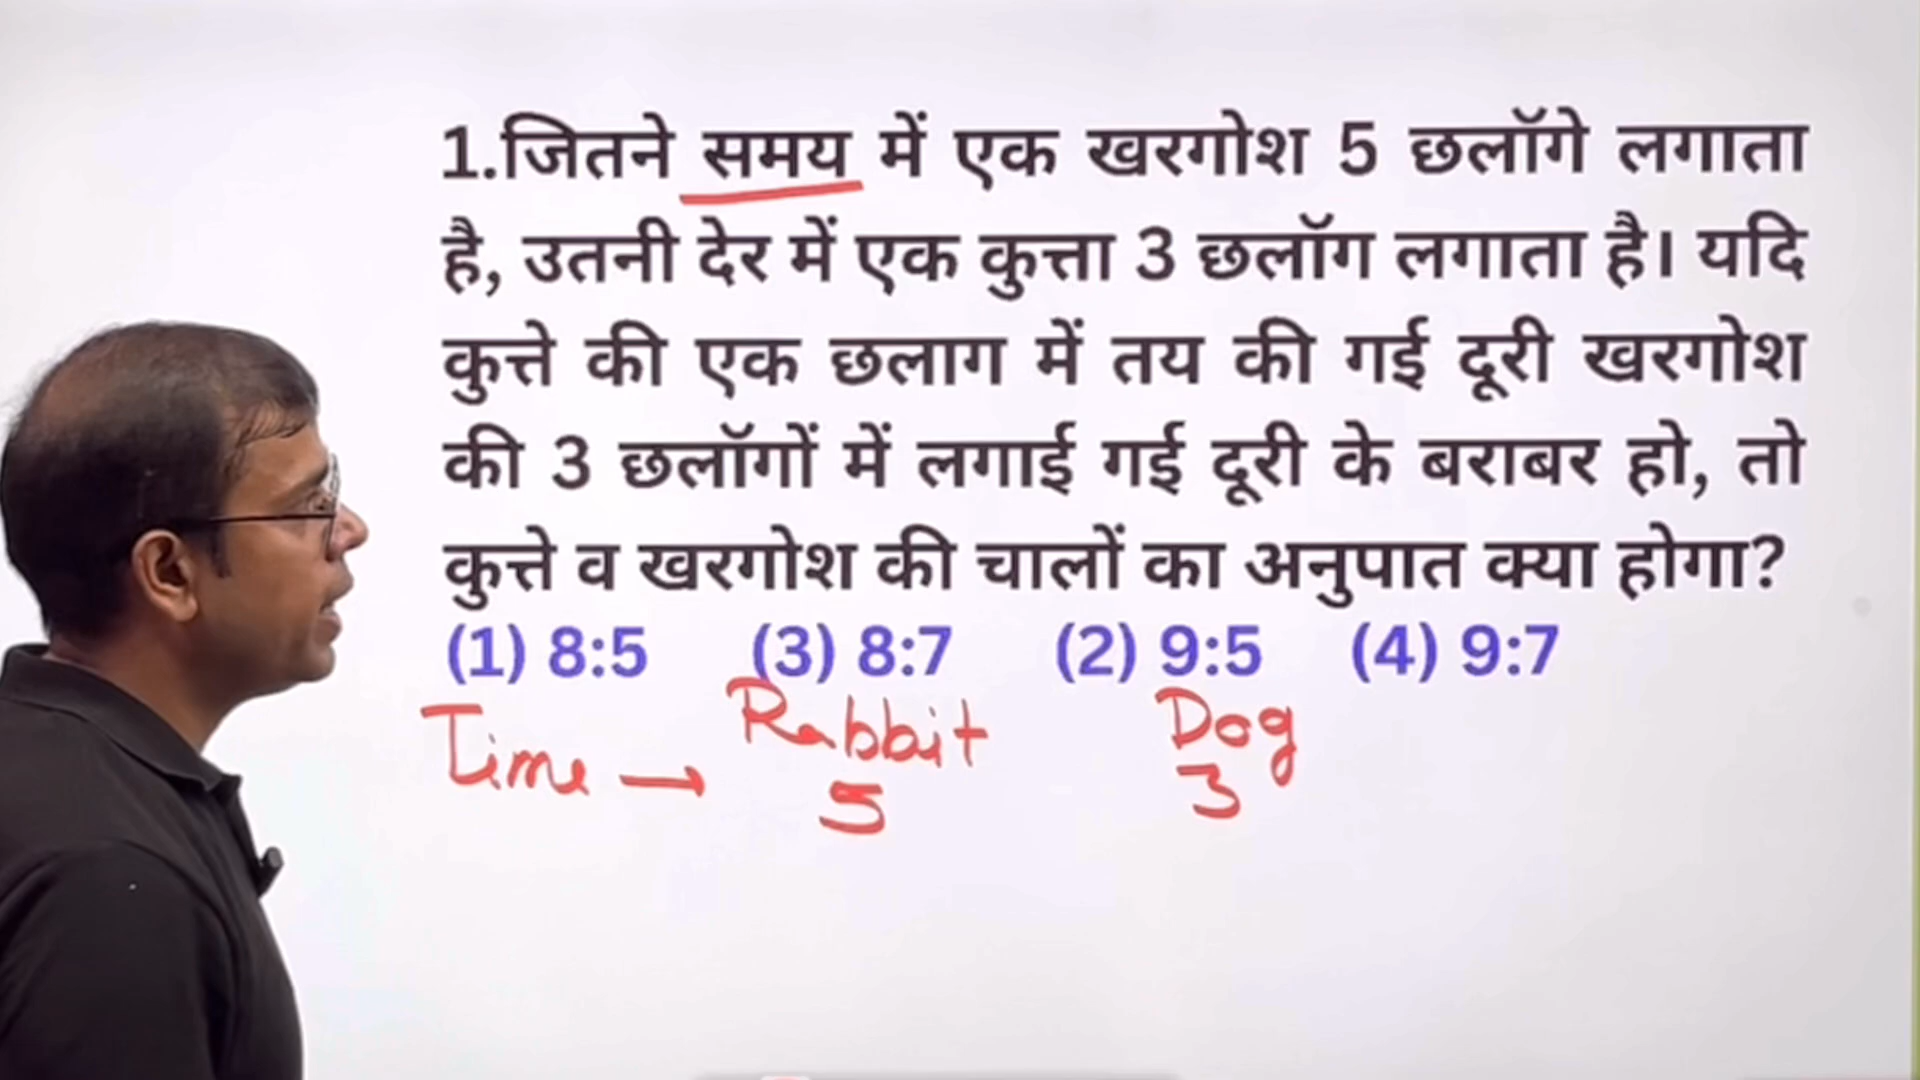 1.जितने समय में एक खरगोश 5 छलॉगे लगाता
है, उतनी देर में एक कुत्ता 3 छलॉग लगाता है। यदि
कुत्ते की एक छलाग में तय की गई दूरी खरगोश
की 3 छलॉगों में लगाई गई दूरी के बराबर हो, तो
कुत्ते व खरगोश की चालों का अनुपात क्या होगा?
(1) 8:5 (3) 8:7 (2) 9:5 (4) 9:7
Time → Rabbit Dog
5 3